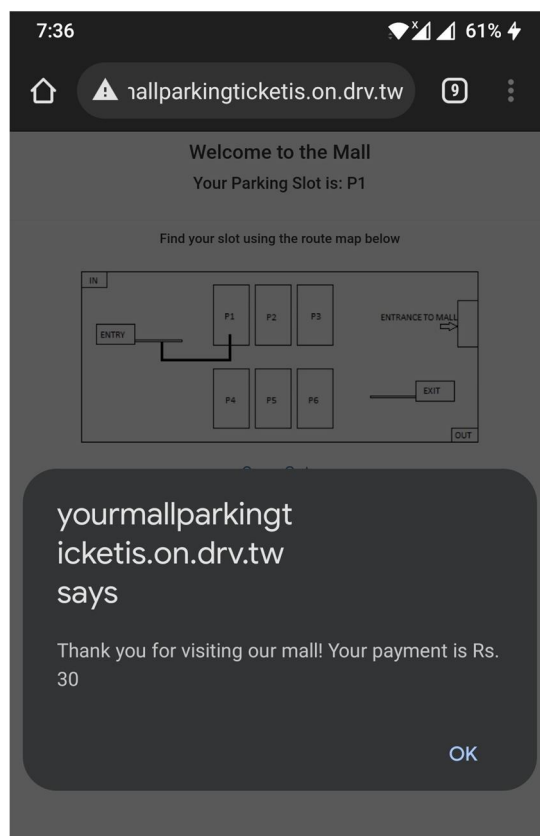 7:36
x
61%
nallparkingticketis.on.drv.tw
9
Welcome to the Mall
Your Parking Slot is: P1
Find your slot using the route map below
IN
P1
P2
P3
ENTRANCE TO MALL
ENTRY
P4
P5
P6
EXIT
OUT
yourmallparkingt
icketis.on.drv.tw
says
Thank you for visiting our mall! Your payment is Rs.
30
OK